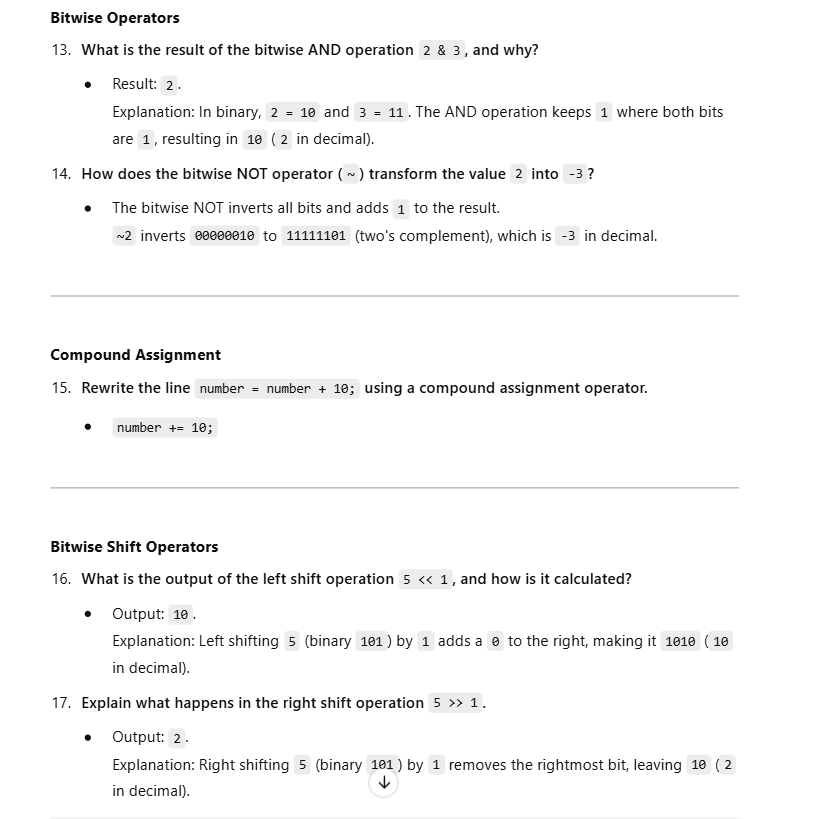 Bitwise Operators
13. What is the result of the bitwise AND operation 2 & 3, and why?
• Result: 2.
Explanation: In binary, 2 = 10 and 3 = 11. The AND operation keeps 1 where both bits
are 1, resulting in 10 (2 in decimal).
14. How does the bitwise NOT operator (~) transform the value 2 into -3?
• The bitwise NOT inverts all bits and adds 1 to the result.
~2 inverts 00000010 to 11111101 (two's complement), which is -3 in decimal.
Compound Assignment
15. Rewrite the line number = number + 10; using a compound assignment operator.
• number += 10;
Bitwise Shift Operators
16. What is the output of the left shift operation 5 << 1, and how is it calculated?
• Output: 10.
Explanation: Left shifting 5 (binary 101) by 1 adds a 0 to the right, making it 1010 (10
in decimal).
17. Explain what happens in the right shift operation 5 >> 1.
• Output: 2.
Explanation: Right shifting 5 (binary 101) by 1 removes the rightmost bit, leaving 10 (2
in decimal).